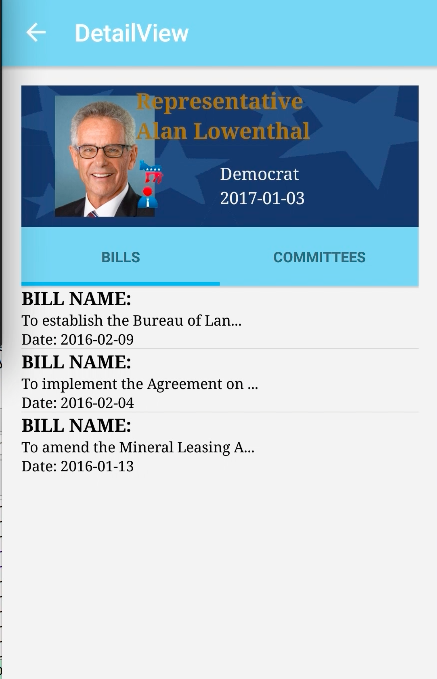 DetailView
Representative
Alan Lowenthal
Democrat
2017-01-03
BILLS
COMMITTEES
BILL NAME:
To establish the Bureau of Lan...
Date: 2016-02-09
BILL NAME:
To implement the Agreement on ...
Date: 2016-02-04
BILL NAME:
To amend the Mineral Leasing A...
Date: 2016-01-13